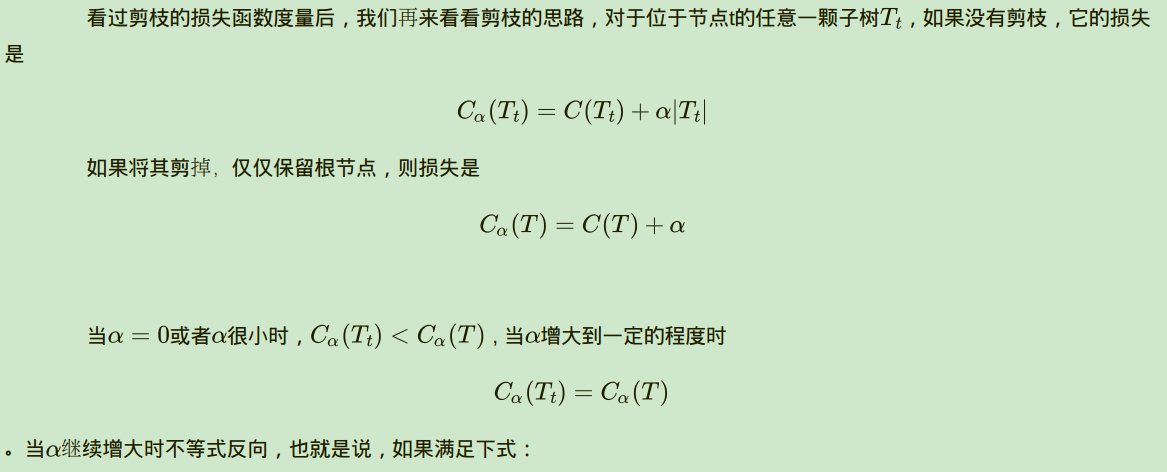 看过剪枝的损失函数度量后，我们再来看看剪枝的思路，对于位于节点t的任意一颗子树$T_t$，如果没有剪枝，它的损失
是
$C_\alpha(T_t) = C(T_t) + \alpha|T_t|$
如果将其剪掉，仅仅保留根节点，则损失是
$C_\alpha(T) = C(T) + \alpha$
当$\alpha = 0$或者$\alpha$很小时，$C_\alpha(T_t) < C_\alpha(T)$，当$\alpha$增大到一定的程度时
$C_\alpha(T_t) = C_\alpha(T)$
。当$\alpha$继续增大时不等式反向，也就是说，如果满足下式：